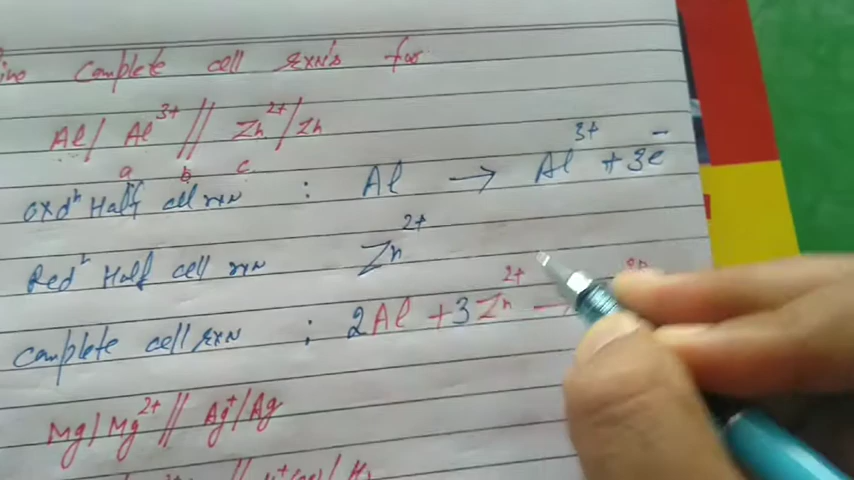 Complete cell rxn's for
Al/ Al³⁺// Zn²⁺/Zn
a b c
oxdⁿ Half cell rxn : Al → Al³⁺ + 3e⁻
Redⁿ Half cell rxn Zn²⁺
Complete cell rxn : 2Al + 3Zn²⁺ →
Mg/Mg²⁺// Ag⁺/Ag